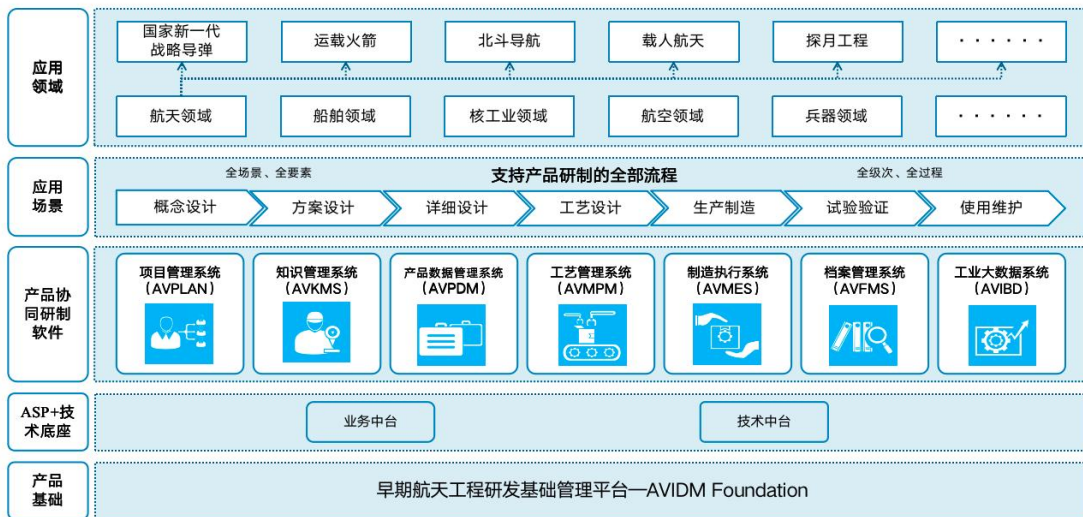 应用
领域
国家新一代
战略导弹
运载火箭
北斗导航
载人航天
探月工程
······
航天领域
船舶领域
核工业领域
航空领域
兵器领域
······
应用
场景
全场景、全要素
支持产品研制的全部流程
全级次、全过程
概念设计
方案设计
详细设计
工艺设计
生产制造
试验验证
使用维护
产品协
同研制
软件
项目管理系统
(AVPLAN)
知识管理系统
(AVKMS)
产品数据管理系统
(AVPDM)
工艺管理系统
(AVMPM)
制造执行系统
(AVMES)
档案管理系统
(AVFMS)
工业大数据系统
(AVIBD)
ASP+技
术底座
业务中台
技术中台
产品
基础
早期航天工程研发基础管理平台—AVIDM Foundation